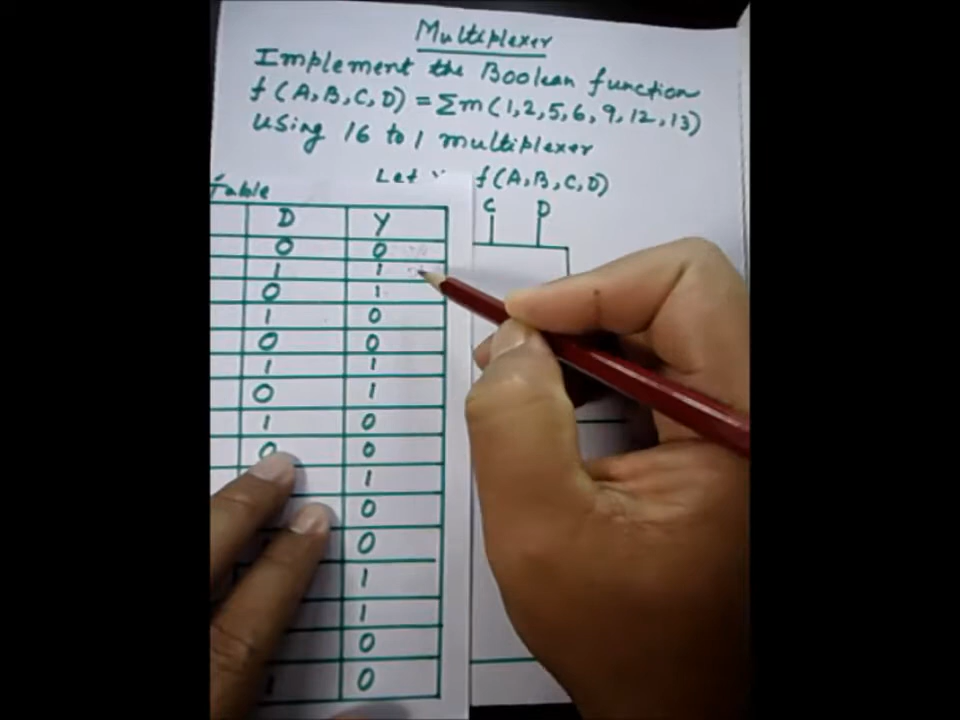 Multiplexer
Implement the Boolean function
f (A, B, C, D) = Σm (1, 2, 5, 6, 9, 12, 13)
using 16 to 1 multiplexer
Let f (A, B, C, D)
Table
C D
D Y
0 0
1 1
0 1
1 0
0 0
1 1
0 1
1 0
0 0
1
0
0
1
1
0
1 0